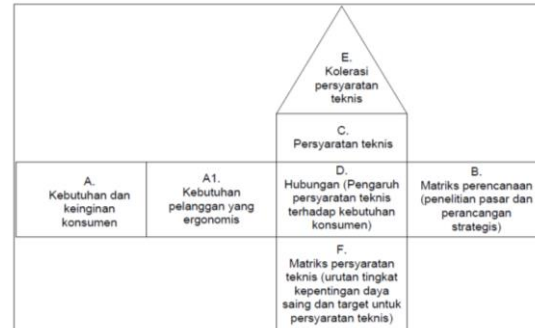 E.
Kolerasi
persyaratan
teknis
C.
Persyaratan teknis
A.
Kebutuhan dan
keinginan
konsumen
A1.
Kebutuhan
pelanggan yang
ergonomis
D.
Hubungan (Pengaruh
persyaratan teknis
terhadap kebutuhan
konsumen)
B.
Matriks perencanaan
(penelitian pasar dan
perancangan
strategis)
F.
Matriks persyaratan
teknis (urutan tingkat
kepentingan daya
saing dan target untuk
persyaratan teknis)